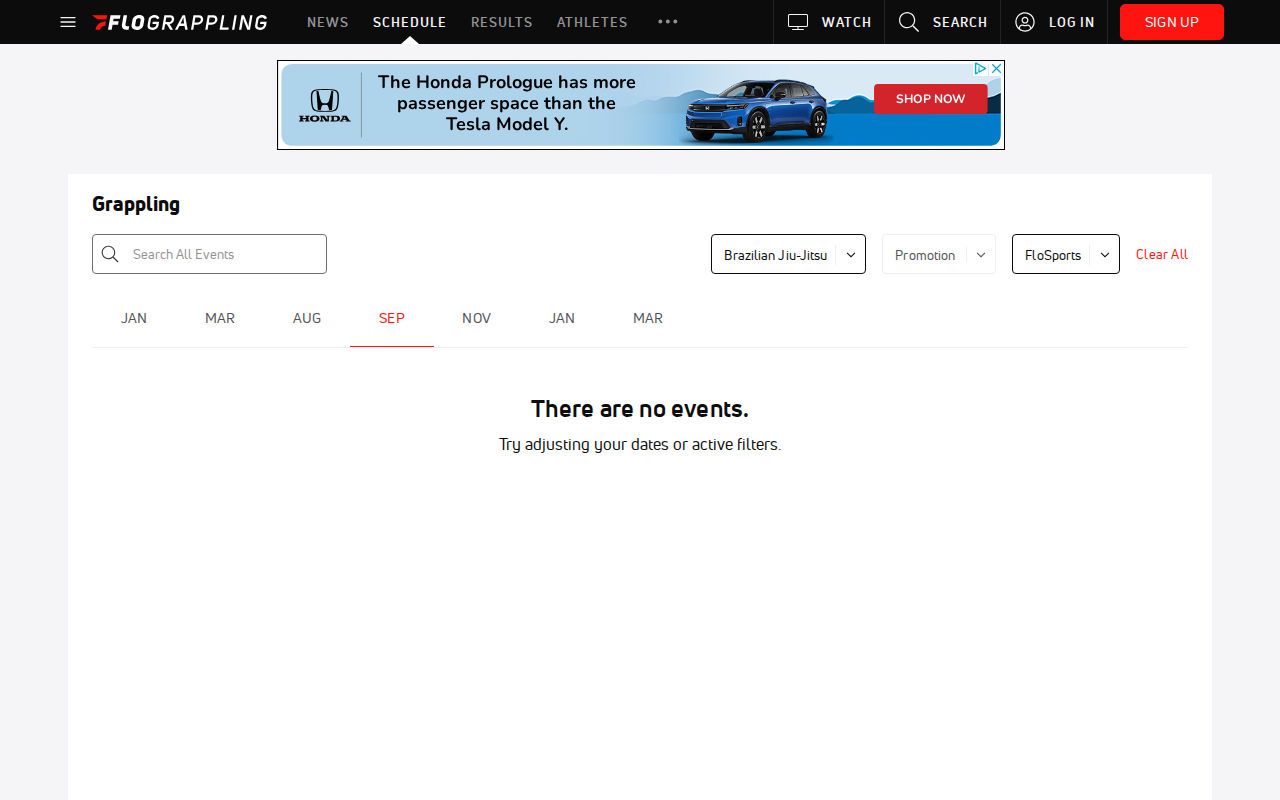 FLOGRAPPLING
NEWS
SCHEDULE
RESULTS
ATHLETES
WATCH
SEARCH
LOG IN
SIGN UP
HONDA
The Honda Prologue has more
passenger space than the
Tesla Model Y.
SHOP NOW
Grappling
Search All Events
Brazilian Jiu-Jitsu
Promotion
FloSports
Clear All
JAN
MAR
AUG
SEP
NOV
JAN
MAR
There are no events.
Try adjusting your dates or active filters.